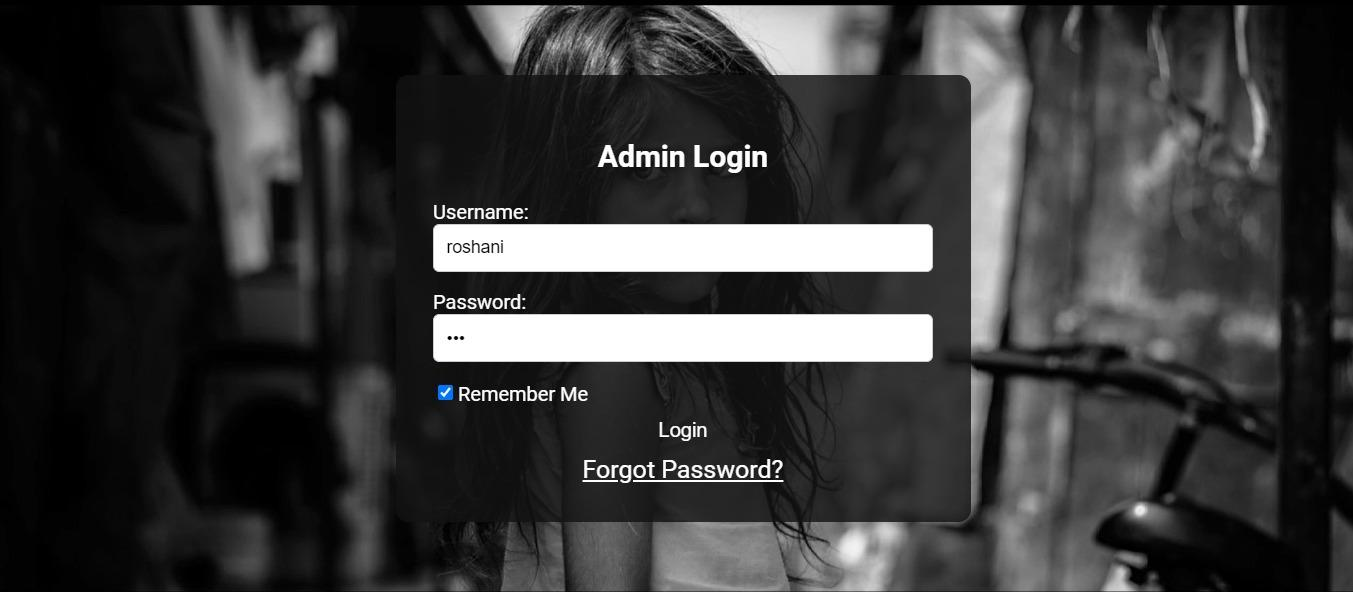 Admin Login
Username:
roshani
Password:
•••
Remember Me
Login
Forgot Password?